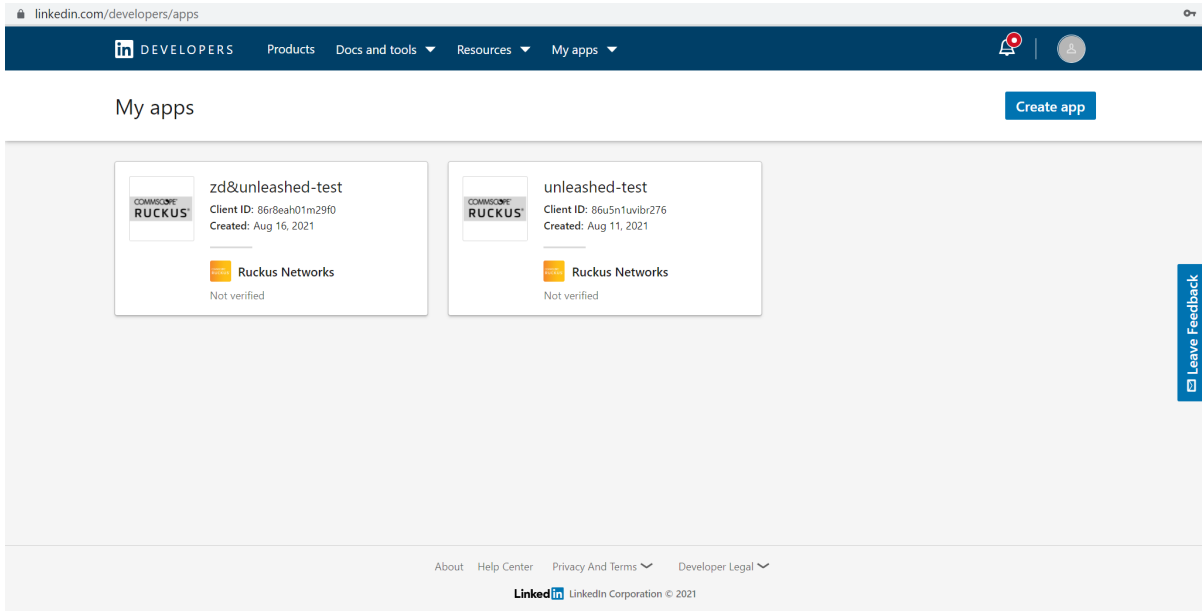 linkedin.com/developers/apps
in DEVELOPERS Products Docs and tools Resources My apps
My apps
Create app
COMMSCOPE
RUCKUS
zd&unleashed-test
Client ID: 86r8eah01m29f0
Created: Aug 16, 2021
Ruckus Networks
Not verified
COMMSCOPE
RUCKUS
unleashed-test
Client ID: 86u5n1uvibr276
Created: Aug 11, 2021
Ruckus Networks
Not verified
Leave Feedback
About Help Center Privacy And Terms Developer Legal
Linked in LinkedIn Corporation © 2021